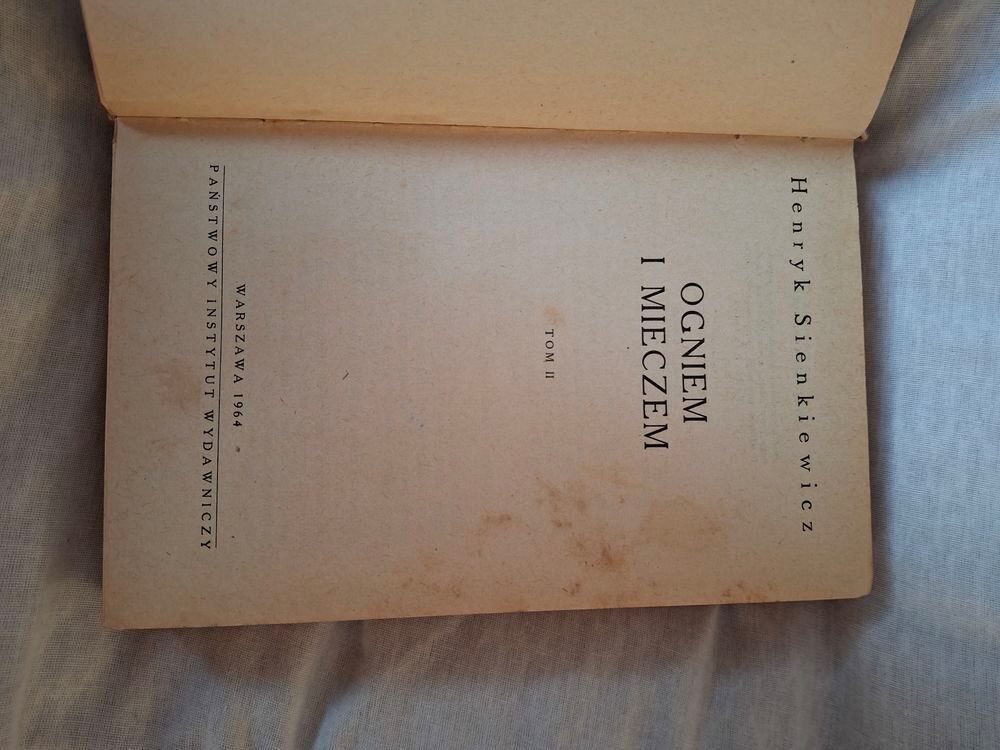 Henryk Sienkiewicz
OGNIEM
I MIECZEM
TOM II
WARSZAWA 1964
PAŃSTWOWY INSTYTUT WYDAWNICZY